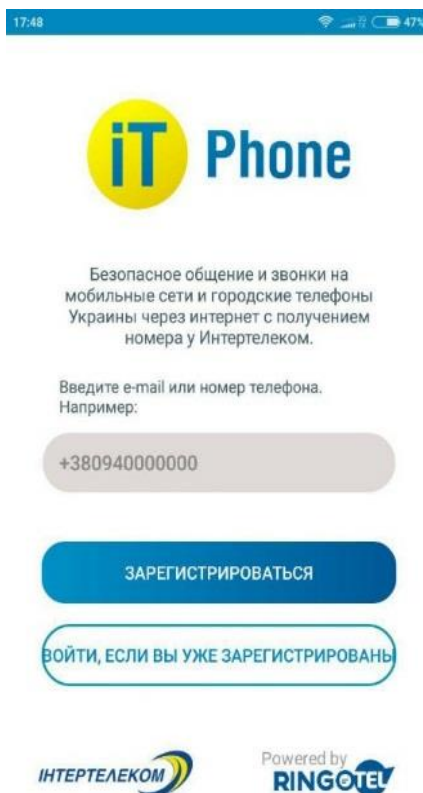 17:48
47%
iT Phone
Безопасное общение и звонки на
мобильные сети и городские телефоны
Украины через интернет с получением
номера у Интертелеком.
Введите e-mail или номер телефона.
Например:
+380940000000
ЗАРЕГИСТРИРОВАТЬСЯ
ВОЙТИ, ЕСЛИ ВЫ УЖЕ ЗАРЕГИСТРИРОВАНЫ
ІНТЕРТЕЛЕКОМ
Powered by
RINGOTEL